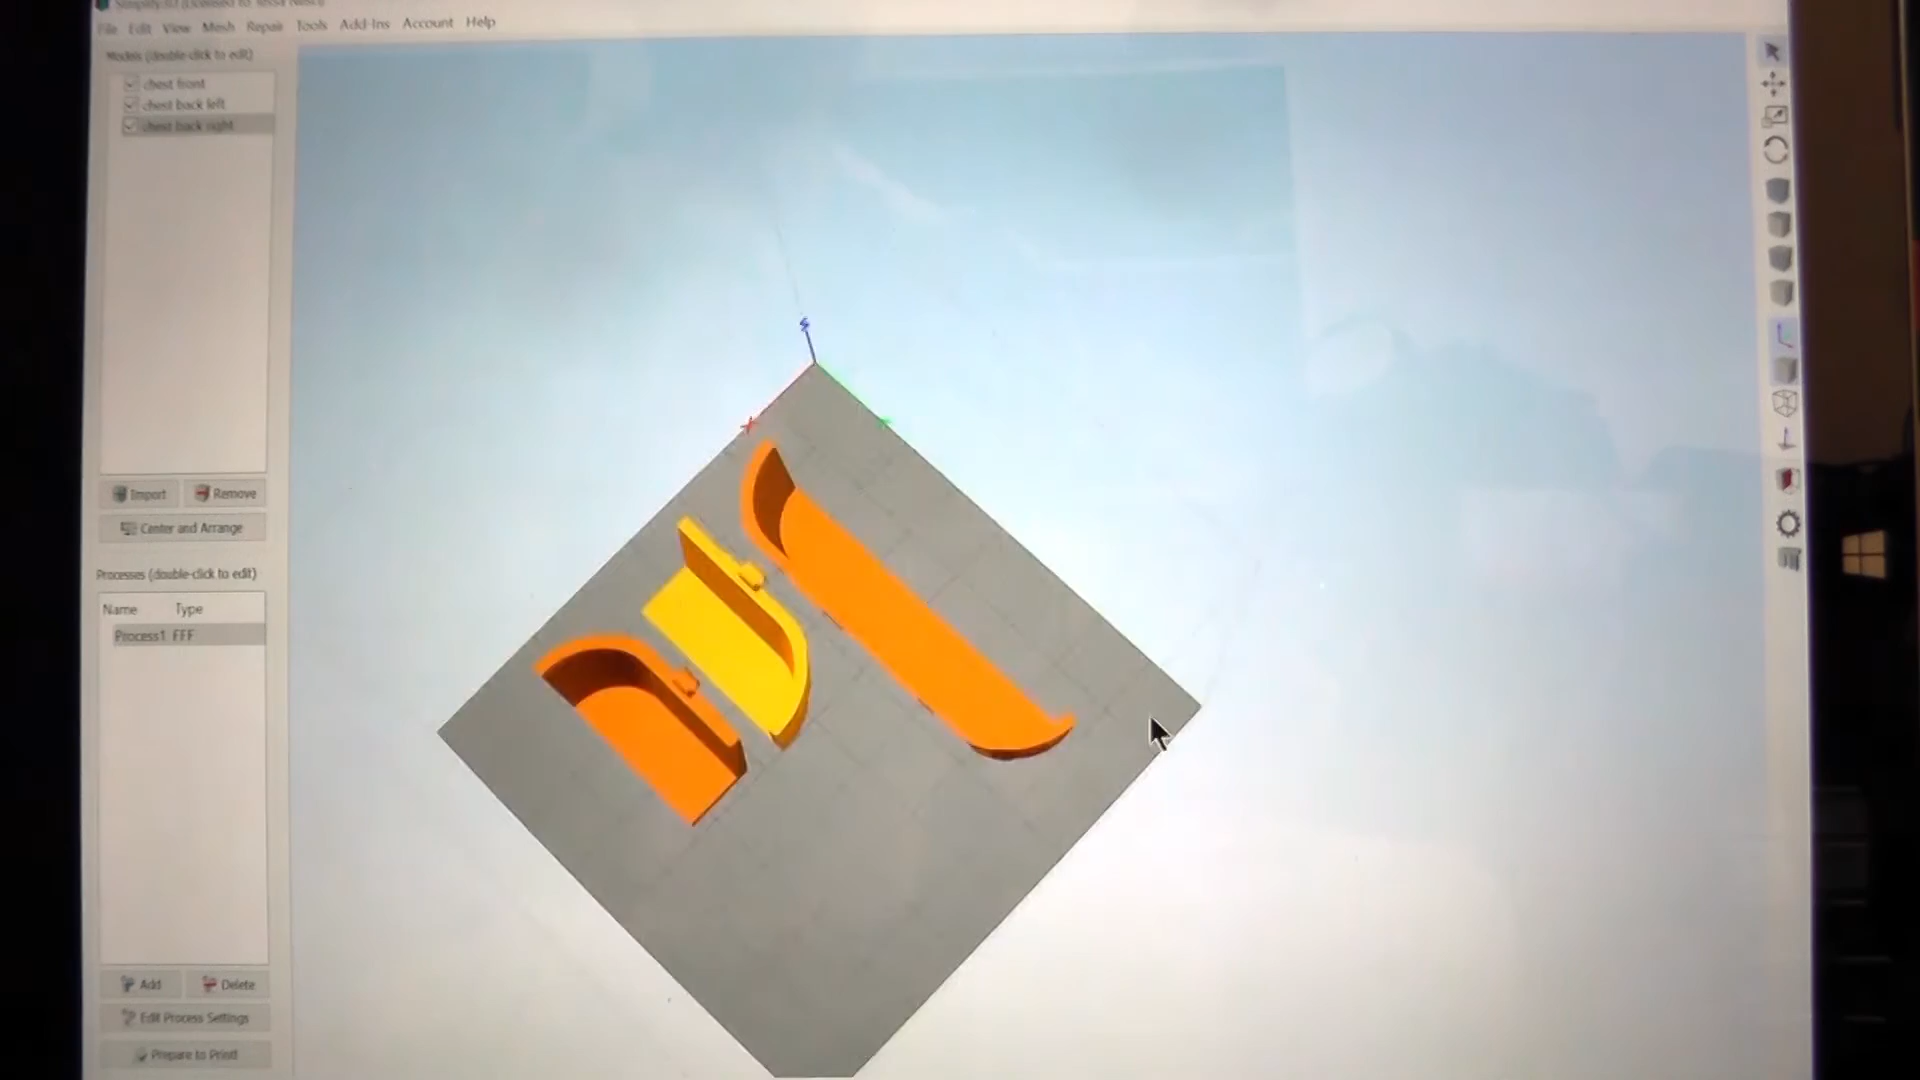 File Edit View Mesh Repair Tools Add-Ins Account Help
Models (double-click to edit)
chest front
chest back left
chest back right
Import Remove
Center and Arrange
Processes (double-click to edit)
Name Type
Process1 FFF
Add Delete
Edit Process Settings
Prepare to Print!